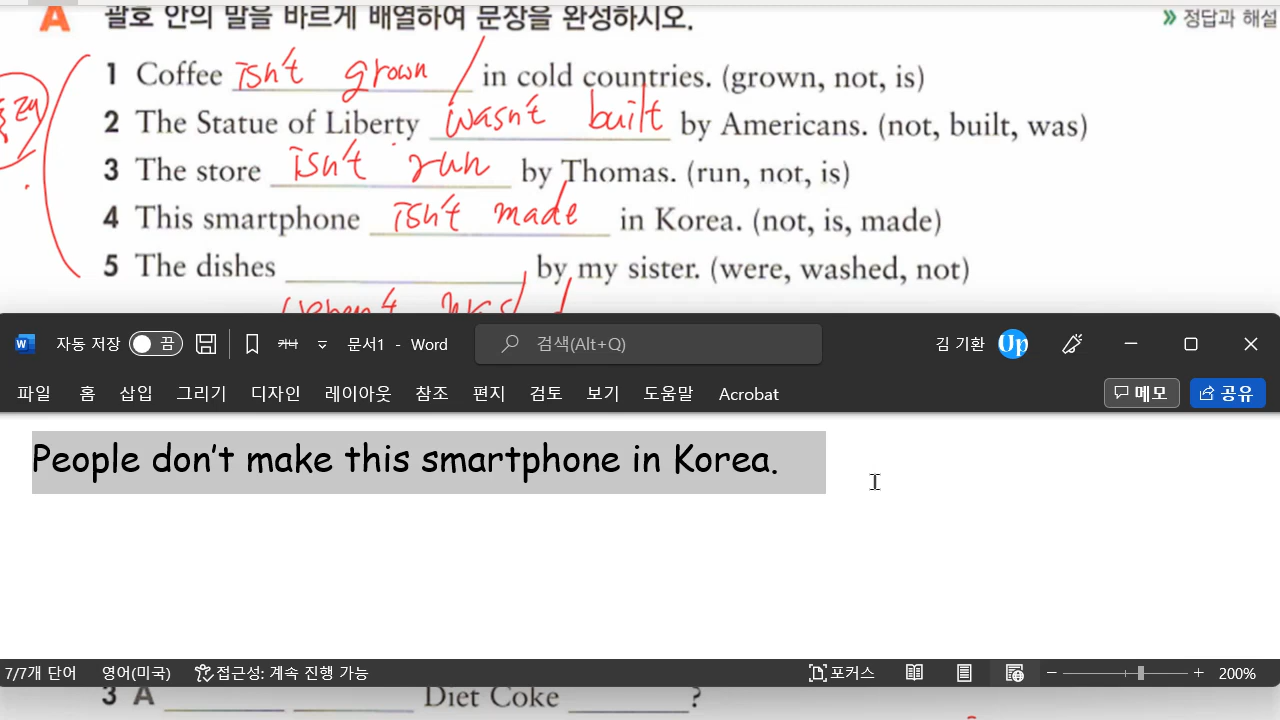 A 괄호 안의 말을 바르게 배열하여 문장을 완성하시오.
» 정답과 해설
1 Coffee isn't grown in cold countries. (grown, not, is)
2 The Statue of Liberty wasn't built by Americans. (not, built, was)
3 The store isn't run by Thomas. (run, not, is)
4 This smartphone isn't made in Korea. (not, is, made)
5 The dishes by my sister. (were, washed, not)
자동 저장 끔 문서1 - Word 검색(Alt+Q) 김 기환 Up
파일 홈 삽입 그리기 디자인 레이아웃 참조 편지 검토 보기 도움말 Acrobat 메모 공유
People don't make this smartphone in Korea.
7/7개 단어 영어(미국) 접근성: 계속 진행 가능 포커스 200%
3 A Diet Coke ?